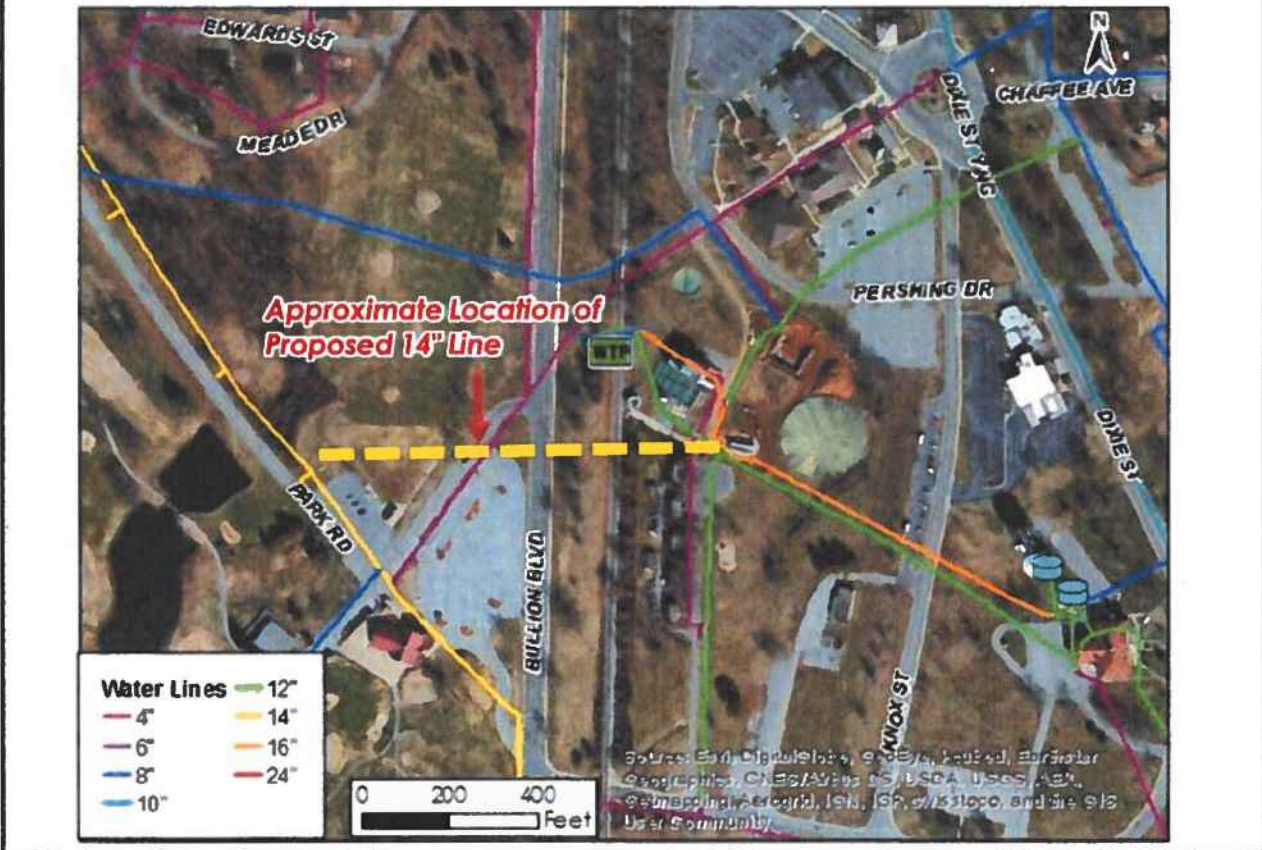 EDWARDS ST
MEADE DR
N
CHAFFEE AVE
DIXIE ST
PERSHING DR
Approximate Location of
Proposed 14" Line
DIXIE ST
PARK RD
BULLION BLVD
KNOX ST
Water Lines
4"
6"
8"
10"
12"
14"
16"
24"
0 200 400
Feet
User Community